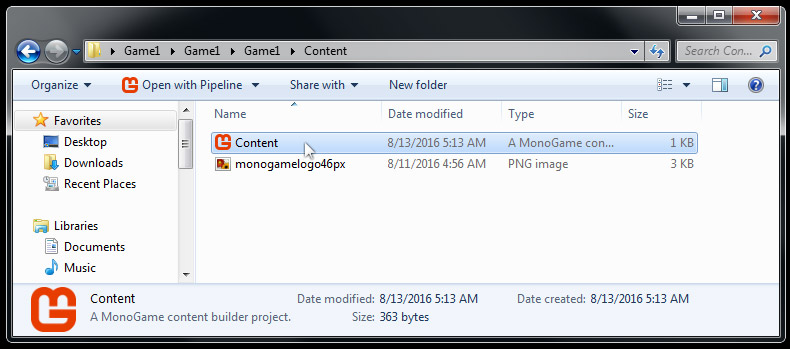 Game1 Game1 Game1 Content
Search Con...
Organize Open with Pipeline Share with New folder
Name Date modified Type Size
Favorites
Desktop
Downloads
Recent Places
Libraries
Documents
Music
Content 8/13/2016 5:13 AM A MonoGame con... 1 KB
monogamelogo46px 8/11/2016 4:56 AM PNG image 3 KB
Content Date modified: 8/13/2016 5:13 AM Date created: 8/13/2016 5:13 AM
A MonoGame content builder project. Size: 363 bytes